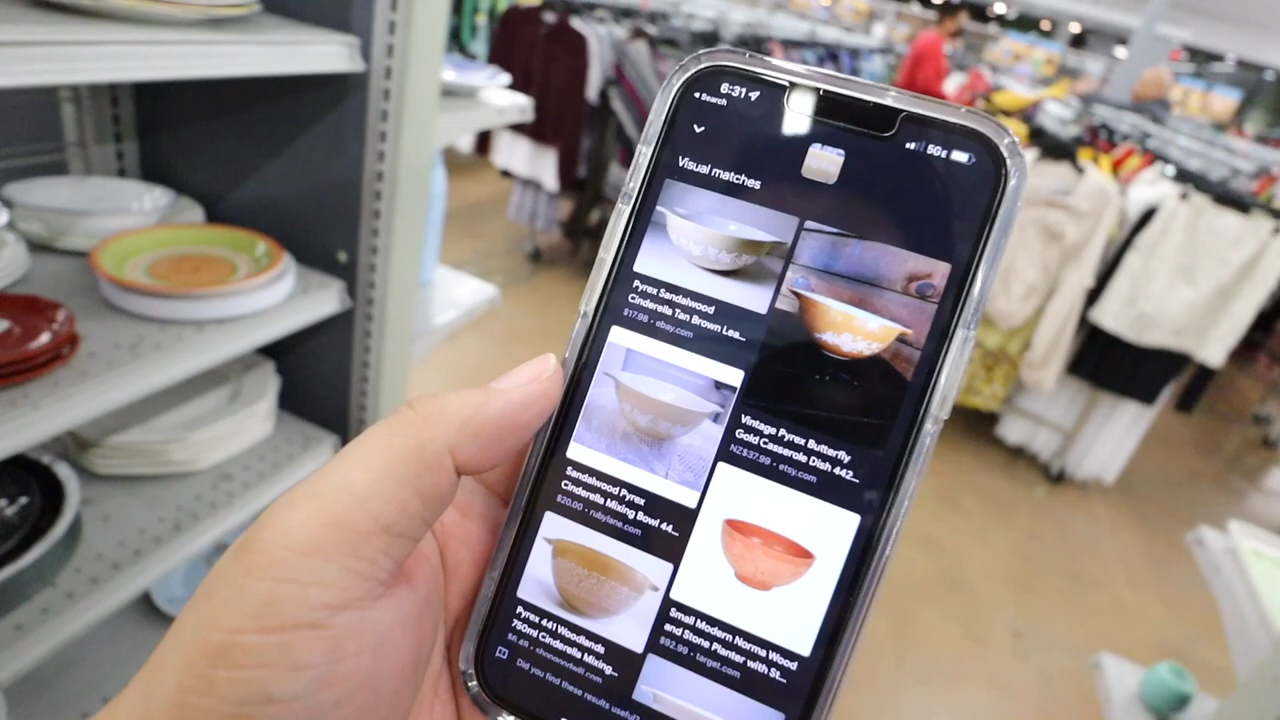 6:31
◂ Search
5GE
Visual matches
Pyrex Sandalwood
Cinderella Tan Brown Lea...
$17.98 • ebay.com
Vintage Pyrex Butterfly
Gold Casserole Dish 442...
NZ$37.99 • etsy.com
Sandalwood Pyrex
Cinderella Mixing Bowl 44...
$20.00 • rubylane.com
Small Modern Norma Wood
and Stone Planter with St...
$92.99 • target.com
Pyrex 441 Woodlands
750ml Cinderella Mixing...
Did you find these results useful?